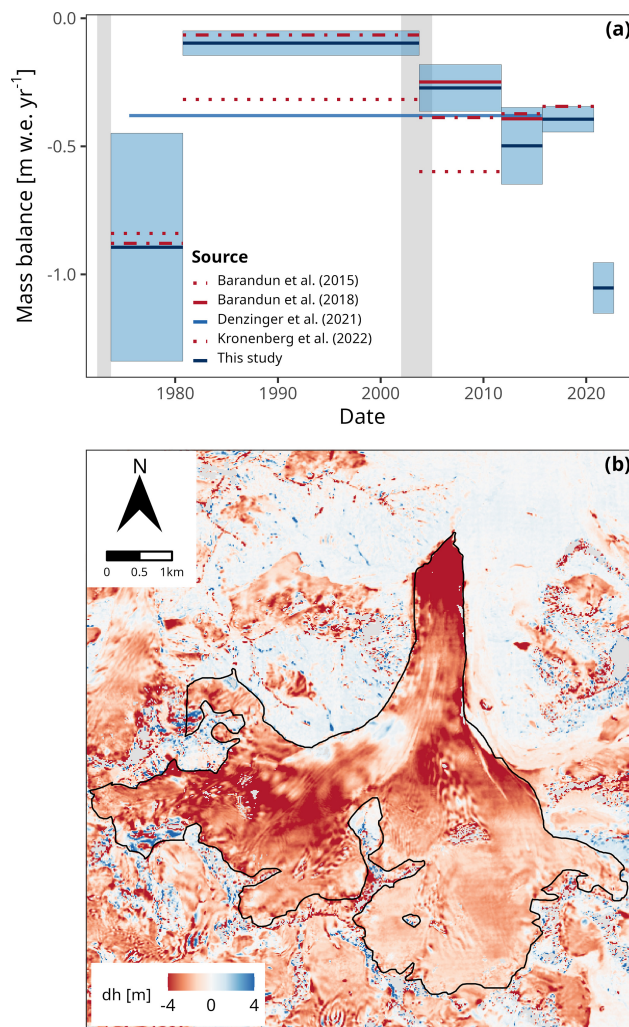 (a)
0.0
-0.5
-1.0
Mass balance [m w.e. yr-1]
Source
Barandun et al. (2015)
Barandun et al. (2018)
Denzinger et al. (2021)
Kronenberg et al. (2022)
This study
1980 1990 2000 2010 2020
Date
(b)
N
0 0.5 1km
dh [m]
-4 0 4